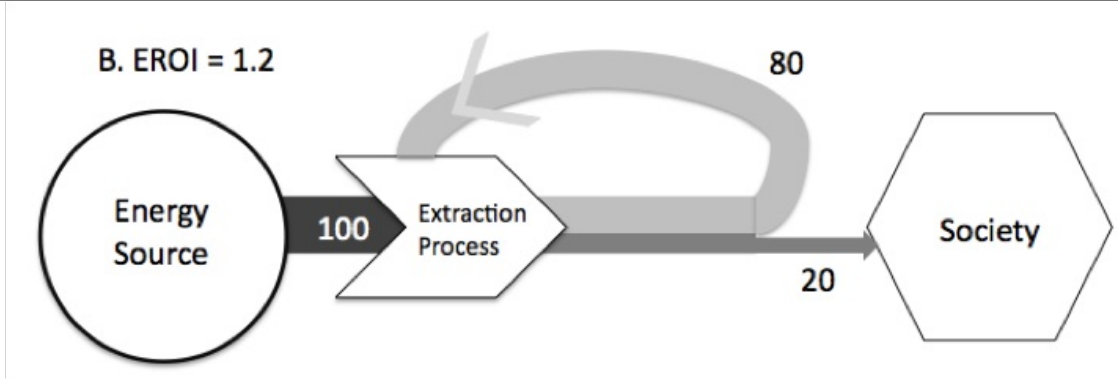 B. EROI = 1.2
80
Energy
Source
100
Extraction
Process
Society
20